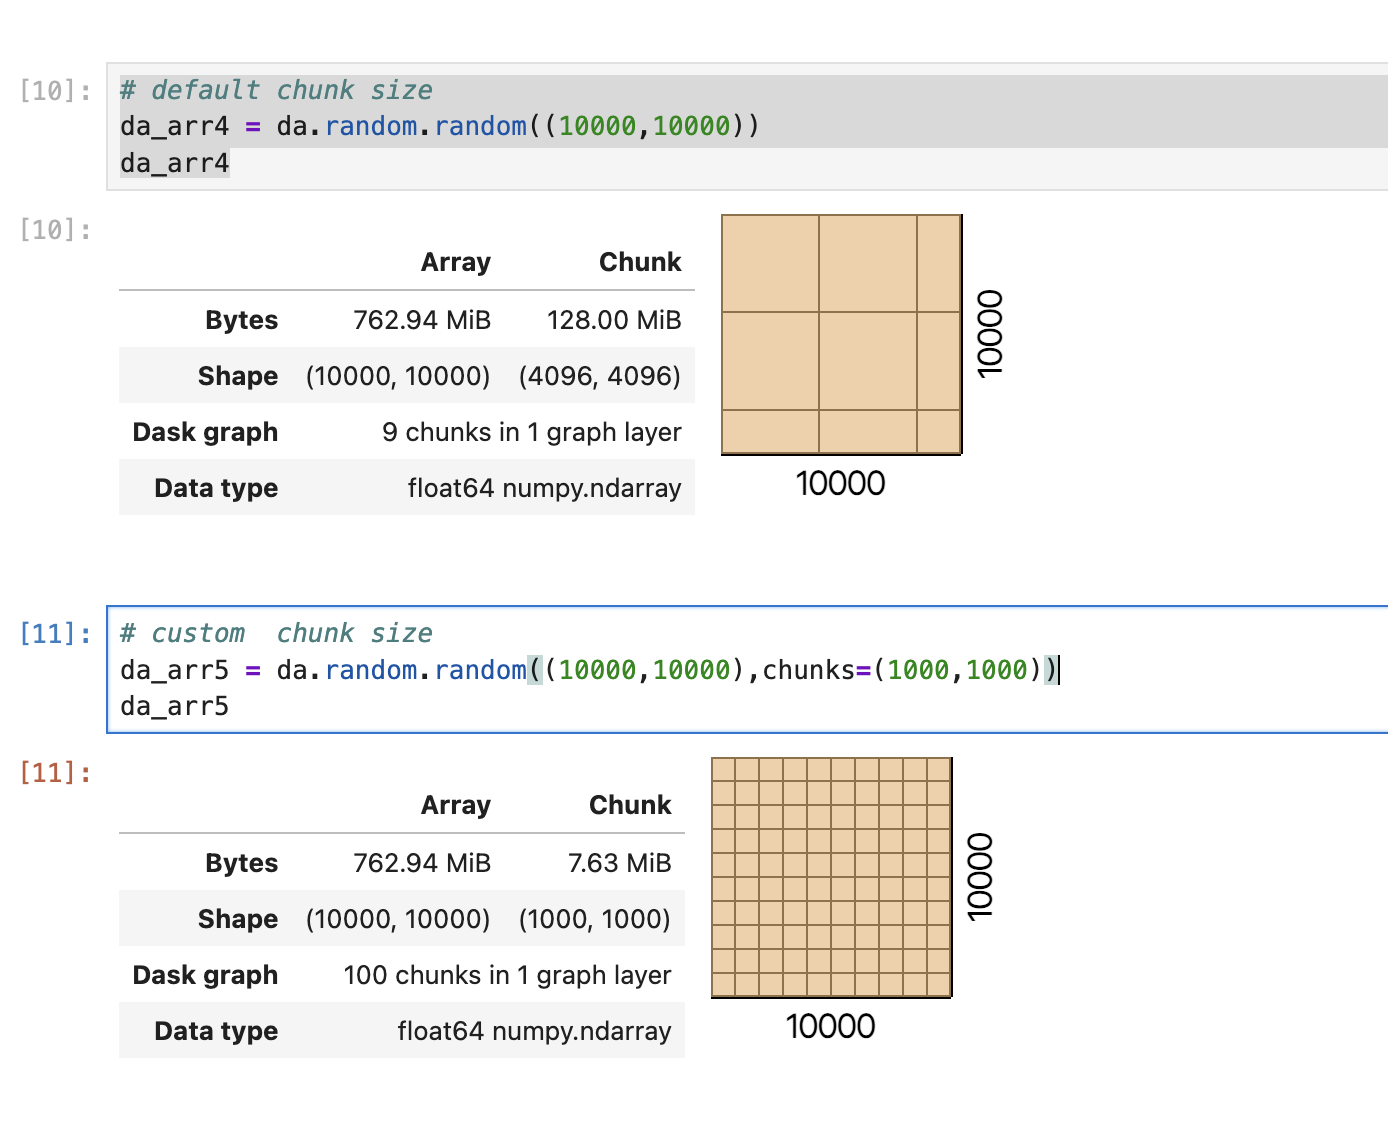 [10]:
# default chunk size
da_arr4 = da.random.random((10000,10000))
da_arr4
[10]:
Array Chunk
Bytes 762.94 MiB 128.00 MiB
Shape (10000, 10000) (4096, 4096)
Dask graph 9 chunks in 1 graph layer
Data type float64 numpy.ndarray
10000
10000
[11]:
# custom  chunk size
da_arr5 = da.random.random((10000,10000),chunks=(1000,1000))
da_arr5
[11]:
Array Chunk
Bytes 762.94 MiB 7.63 MiB
Shape (10000, 10000) (1000, 1000)
Dask graph 100 chunks in 1 graph layer
Data type float64 numpy.ndarray
10000
10000